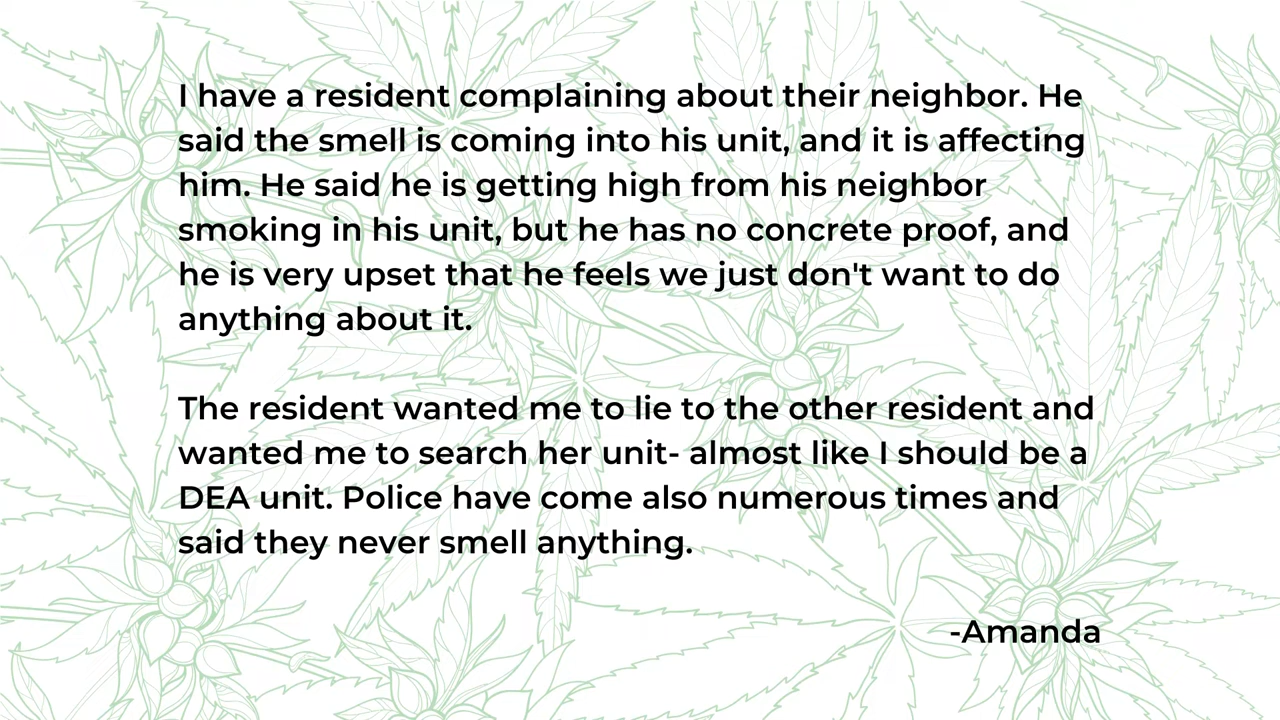 I have a resident complaining about their neighbor. He
said the smell is coming into his unit, and it is affecting
him. He said he is getting high from his neighbor
smoking in his unit, but he has no concrete proof, and
he is very upset that he feels we just don't want to do
anything about it.
The resident wanted me to lie to the other resident and
wanted me to search her unit- almost like I should be a
DEA unit. Police have come also numerous times and
said they never smell anything.
-Amanda